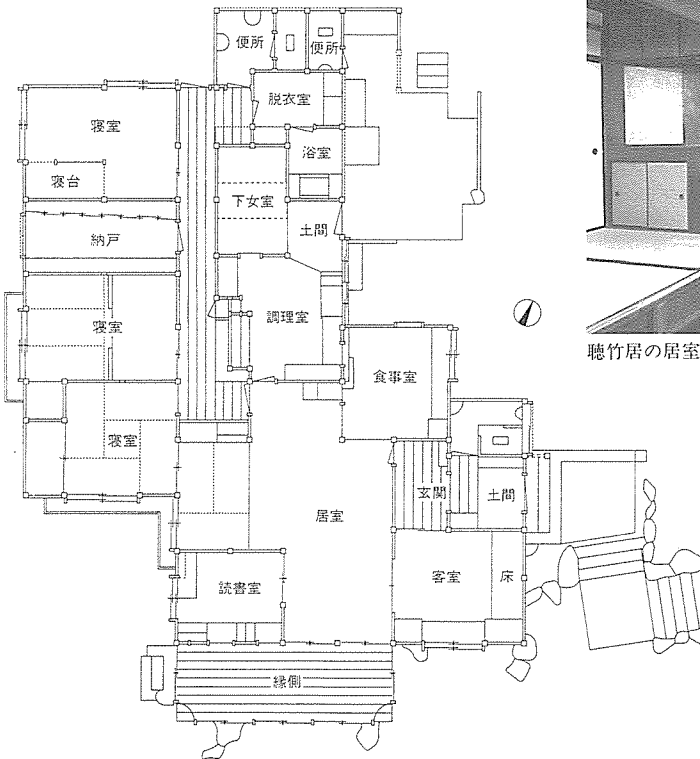 便所
便所
脱衣室
寝室
浴室
寝台
下女室
納戸
土間
調理室
寝室
聴竹居の居室
食事室
寝室
玄関
土間
居室
読書室
客室
床
縁側